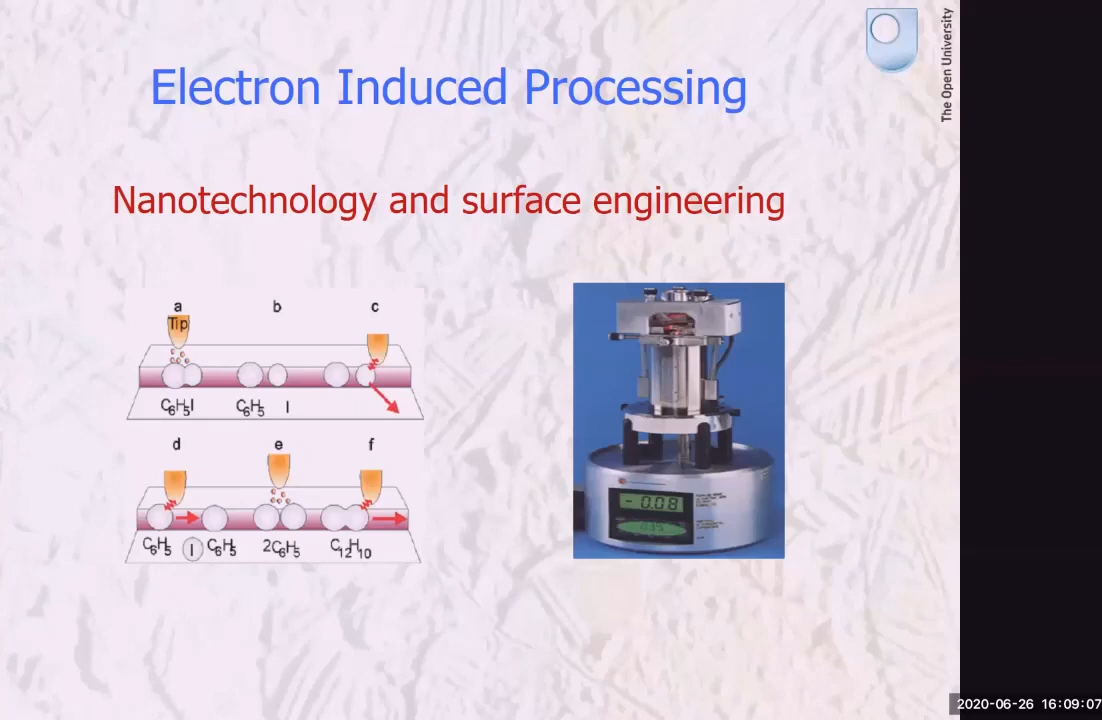 The Open University
Electron Induced Processing
Nanotechnology and surface engineering
a b c
Tip
C6H5I C6H5 I
d e f
C6H5 I C6H5 2C6H5 C12H10
- 0.08
2020-06-26 16:09:07